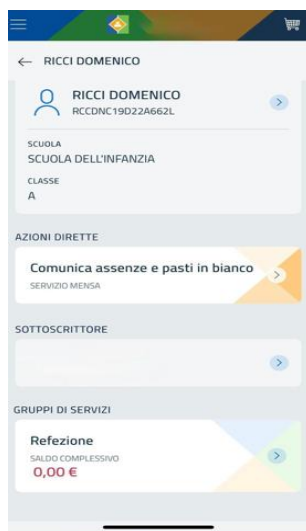 ← RICCI DOMENICO
RICCI DOMENICO
RCCDNC19D22A662L
SCUOLA
SCUOLA DELL'INFANZIA
CLASSE
A
AZIONI DIRETTE
Comunica assenze e pasti in bianco
SERVIZIO MENSA
SOTTOSCRITTORE
GRUPPI DI SERVIZI
Refezione
SALDO COMPLESSIVO
0,00 €